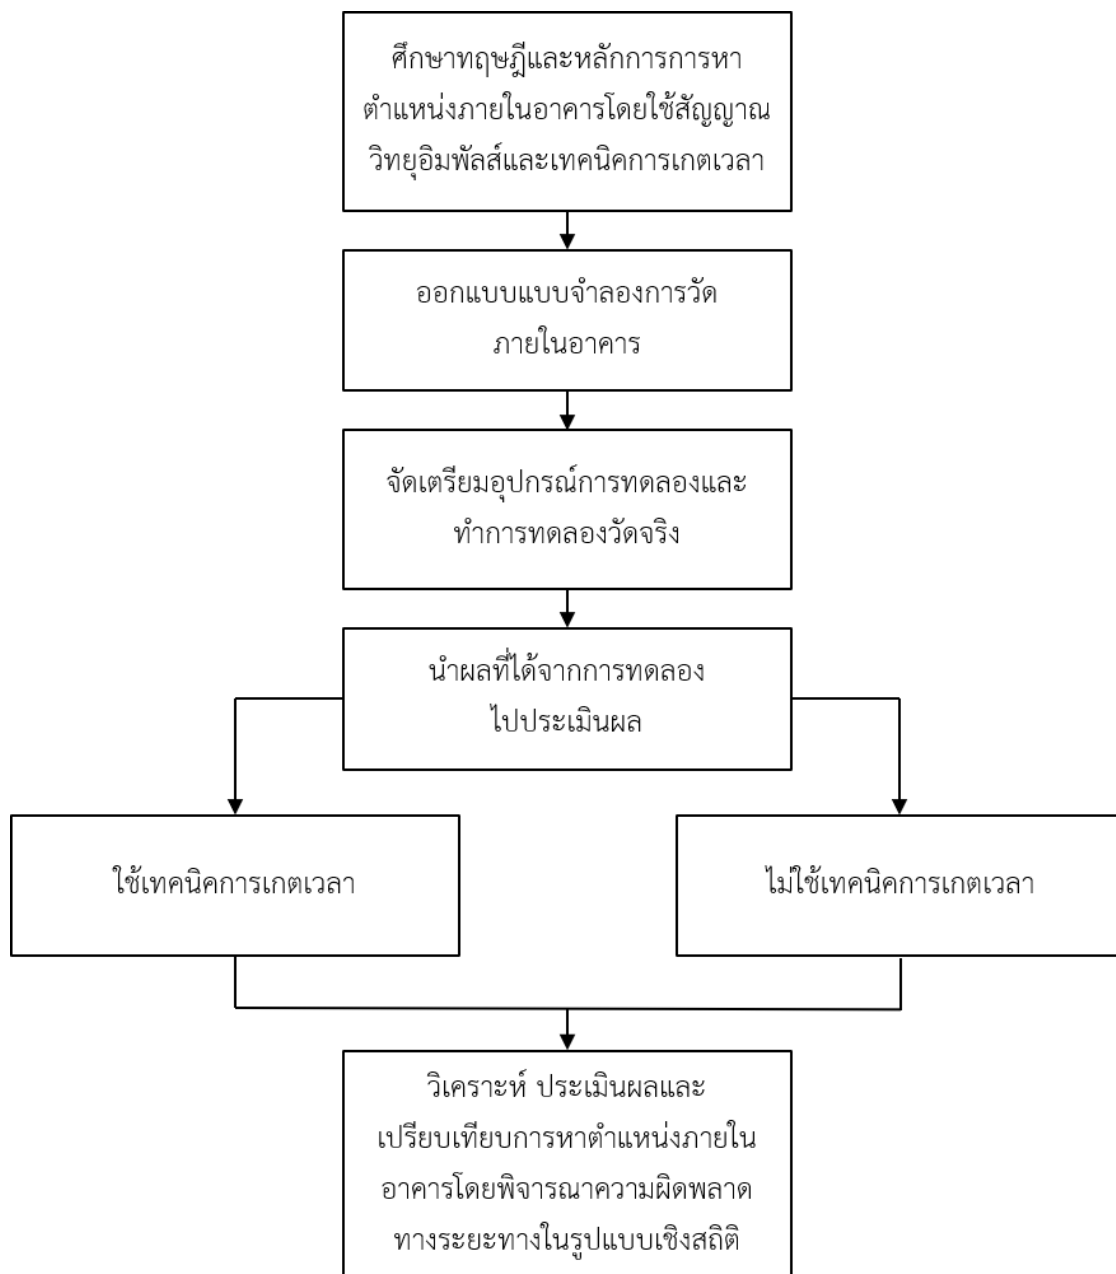 ศึกษาทฤษฎีและหลักการการหา
ตำแหน่งภายในอาคารโดยใช้สัญญาณ
วิทยุอิมพัลส์และเทคนิคการเกตเวลา
ออกแบบแบบจำลองการวัด
ภายในอาคาร
จัดเตรียมอุปกรณ์การทดลองและ
ทำการทดลองวัดจริง
นำผลที่ได้จากการทดลอง
ไปประเมินผล
ใช้เทคนิคการเกตเวลา
ไม่ใช้เทคนิคการเกตเวลา
วิเคราะห์ ประเมินผลและ
เปรียบเทียบการหาตำแหน่งภายใน
อาคารโดยพิจารณาความผิดพลาด
ทางระยะทางในรูปแบบเชิงสถิติ